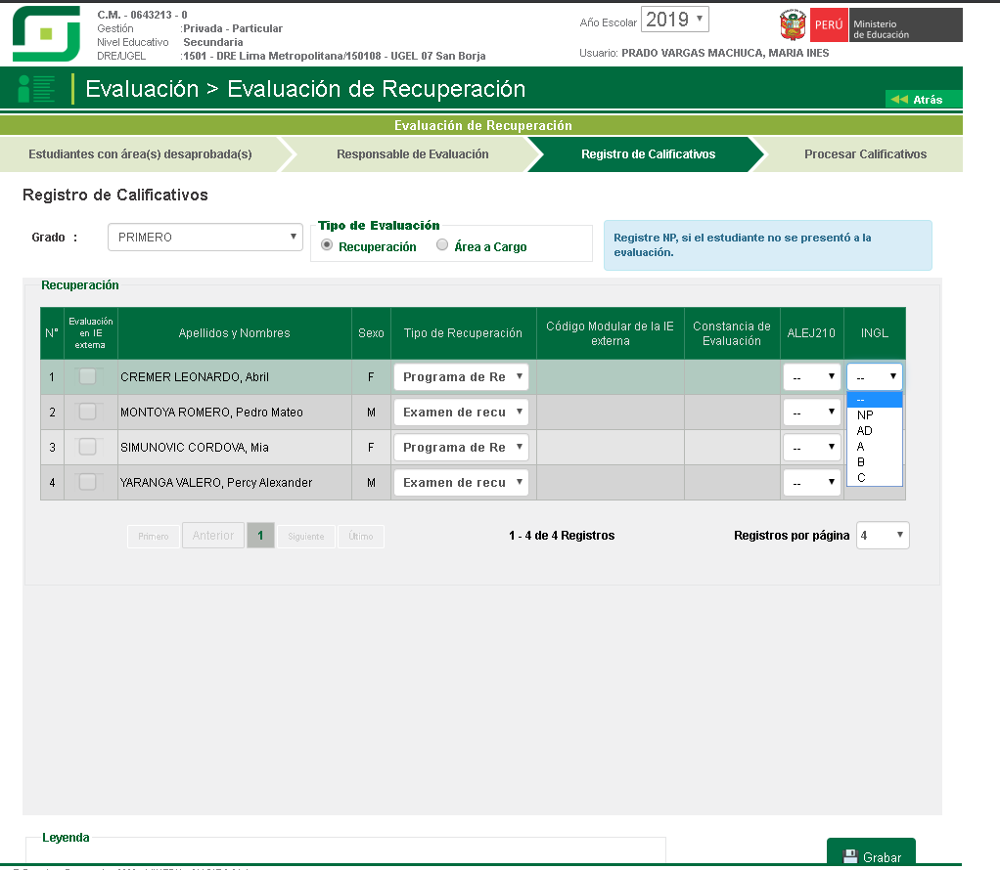 C.M. - 0643213 - 0
Gestión :Privada - Particular
Nivel Educativo Secundaria
DRE/UGEL :1501 - DRE Lima Metropolitana/150108 - UGEL 07 San Borja
Año Escolar 2019
PERÚ Ministerio de Educación
Usuario: PRADO VARGAS MACHUCA, MARIA INES
Evaluación > Evaluación de Recuperación
Atrás
Evaluación de Recuperación
Estudiantes con área(s) desaprobada(s) Responsable de Evaluación Registro de Calificativos Procesar Calificativos
Registro de Calificativos
Grado : PRIMERO
Tipo de Evaluación
Recuperación Área a Cargo
Registre NP, si el estudiante no se presentó a la
evaluación.
Recuperación
N° Evaluación en IE externa Apellidos y Nombres Sexo Tipo de Recuperación Código Modular de la IE externa Constancia de Evaluación ALEJ210 INGL
1 CREMER LEONARDO, Abril F Programa de Re -- --
2 MONTOYA ROMERO, Pedro Mateo M Examen de recu --
3 SIMUNOVIC CORDOVA, Mia F Programa de Re --
4 YARANGA VALERO, Percy Alexander M Examen de recu --
--
NP
AD
A
B
C
Primero Anterior 1 Siguiente Último
1 - 4 de 4 Registros
Registros por página 4
Leyenda
Grabar